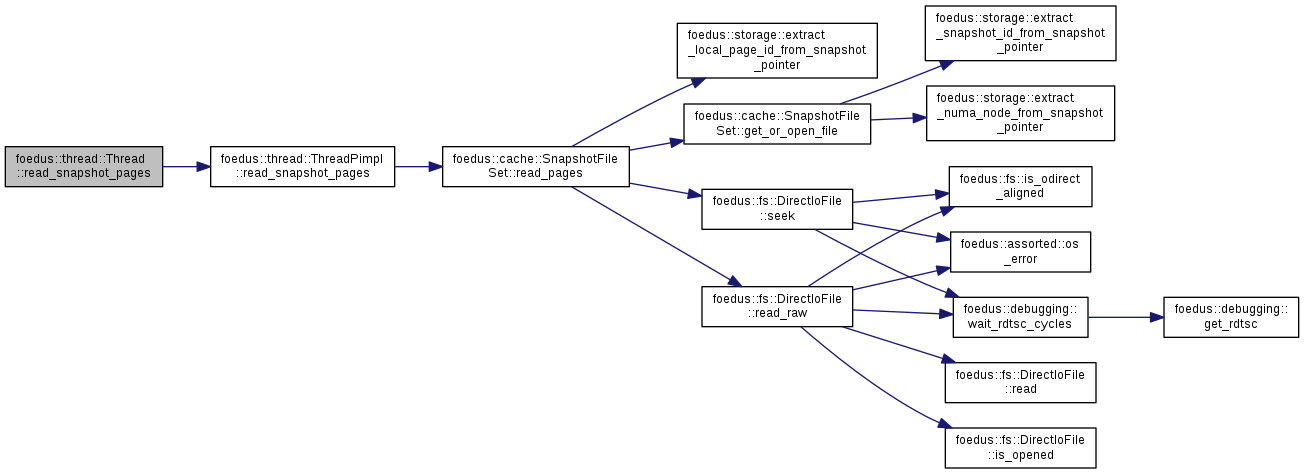 foedus::thread::Thread
::read_snapshot_pages
foedus::thread::ThreadPimpl
::read_snapshot_pages
foedus::cache::SnapshotFile
Set::read_pages
foedus::storage::extract
_local_page_id_from_snapshot
_pointer
foedus::cache::SnapshotFile
Set::get_or_open_file
foedus::storage::extract
_snapshot_id_from_snapshot
_pointer
foedus::storage::extract
_numa_node_from_snapshot
_pointer
foedus::fs::DirectIoFile
::seek
foedus::fs::is_odirect
_aligned
foedus::assorted::os
_error
foedus::fs::DirectIoFile
::read_raw
foedus::debugging::
wait_rdtsc_cycles
foedus::debugging::
get_rdtsc
foedus::fs::DirectIoFile
::read
foedus::fs::DirectIoFile
::is_opened